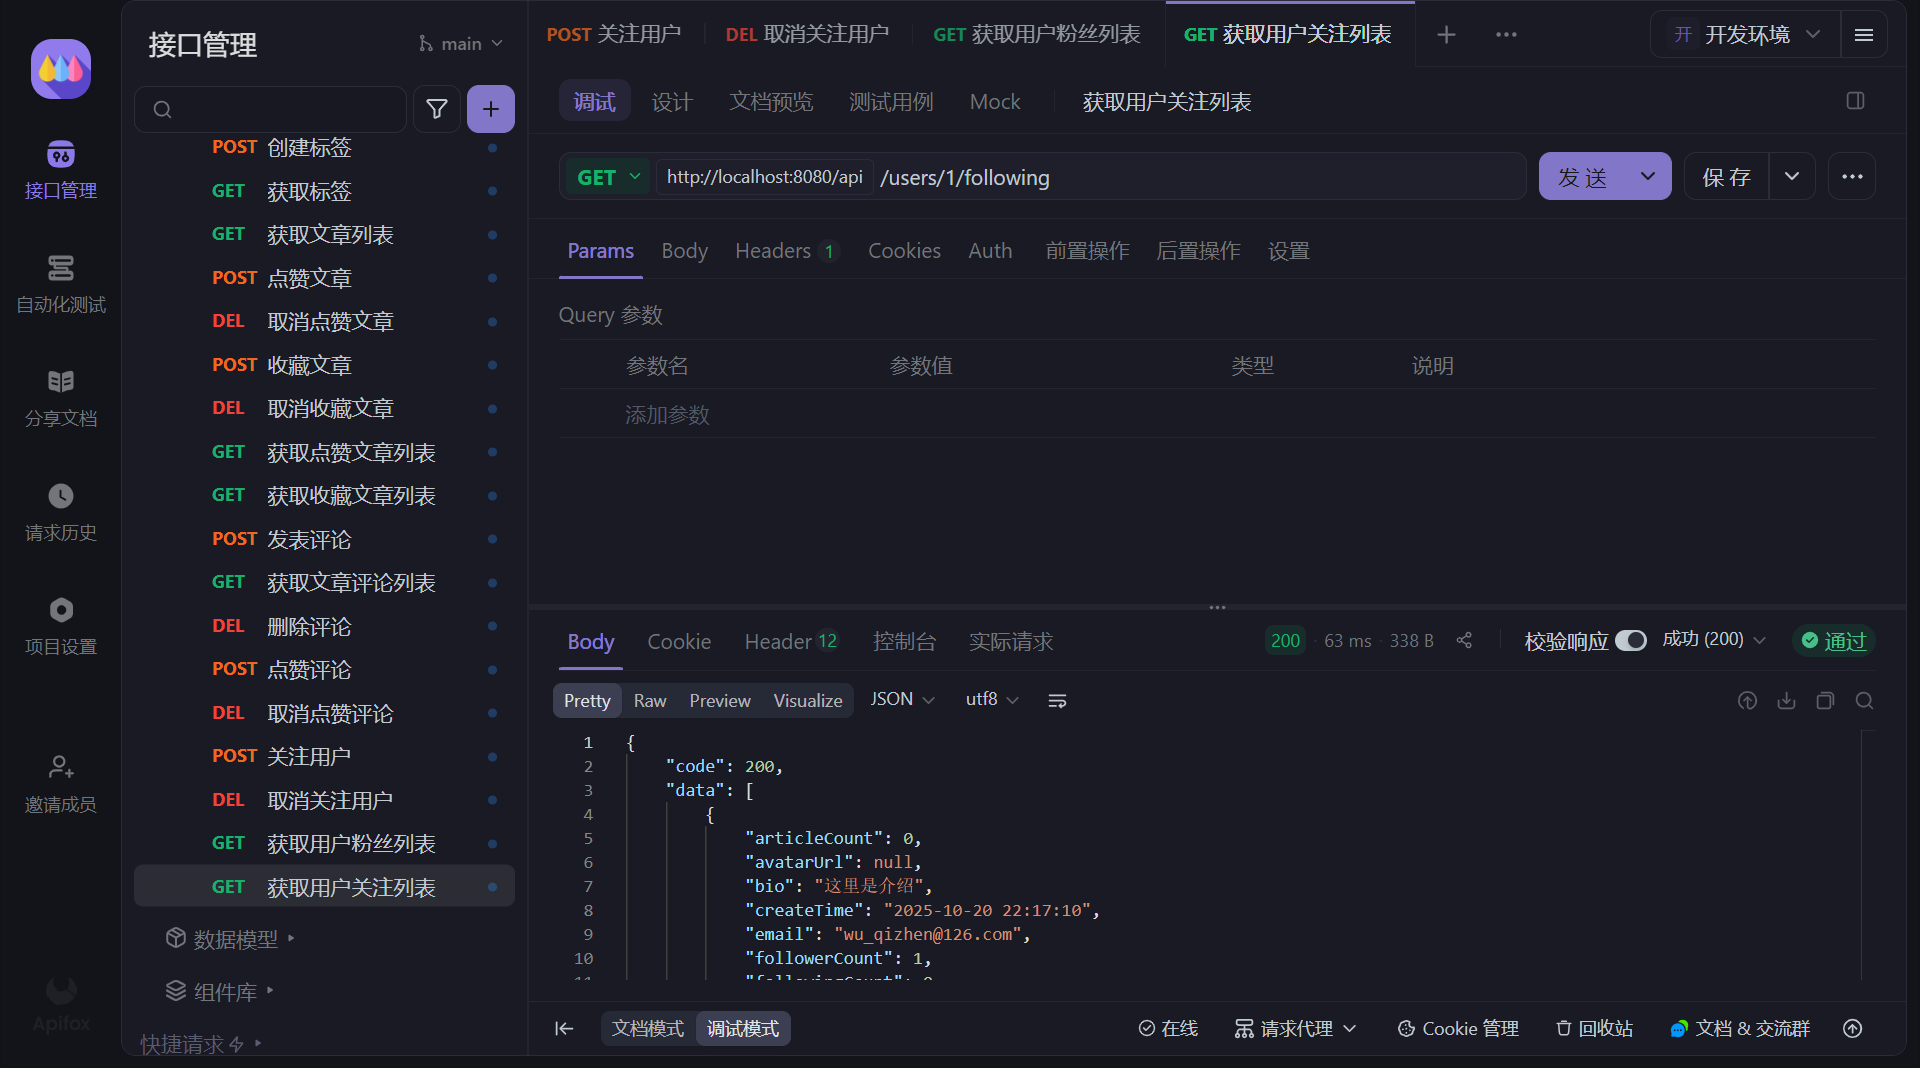 接口管理
自动化测试
分享文档
请求历史
项目设置
邀请成员
Apifox
接口管理
main
POST 创建标签
GET 获取标签
GET 获取文章列表
POST 点赞文章
DEL 取消点赞文章
POST 收藏文章
DEL 取消收藏文章
GET 获取点赞文章列表
GET 获取收藏文章列表
POST 发表评论
GET 获取文章评论列表
DEL 删除评论
POST 点赞评论
DEL 取消点赞评论
POST 关注用户
DEL 取消关注用户
GET 获取用户粉丝列表
GET 获取用户关注列表
数据模型
组件库
快捷请求
POST 关注用户
DEL 取消关注用户
GET 获取用户粉丝列表
GET 获取用户关注列表
开 开发环境
调试 设计 文档预览 测试用例 Mock 获取用户关注列表
GET http://localhost:8080/api /users/1/following
发 送
保 存
Params Body Headers 1 Cookies Auth 前置操作 后置操作 设置
Query 参数
参数名 参数值 类型 说明
添加参数
Body Cookie Header 12 控制台 实际请求
200 · 63 ms · 338 B
校验响应 成功 (200) 通过
Pretty Raw Preview Visualize JSON utf8
1 {
2 "code": 200,
3 "data": [
4 {
5 "articleCount": 0,
6 "avatarUrl": null,
7 "bio": "这里是介绍",
8 "createTime": "2025-10-20 22:17:10",
9 "email": "wu_qizhen@126.com",
10 "followerCount": 1,
文档模式 调试模式
在线 请求代理 Cookie 管理 回收站 文档 & 交流群